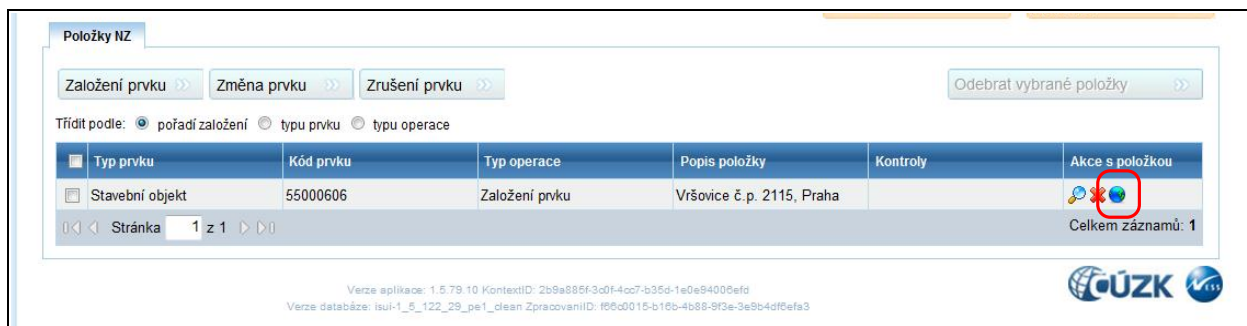 Položky NZ
Založení prvku Změna prvku Zrušení prvku Odebrat vybrané položky
Třídit podle: pořadí založení typu prvku typu operace
Typ prvku Kód prvku Typ operace Popis položky Kontroly Akce s položkou
Stavební objekt 55000606 Založení prvku Vršovice č.p. 2115, Praha
Stránka 1 z 1 Celkem záznamů: 1
ČÚZK
Verze aplikace: 1.5.79.10 KontextID: 2b9a885f-3c0f-4cc7-b35d-1e0e94006efd
Verze databáze: isui-1_5_122_29_pe1_clean ZpracovaniID: f66c0015-b16b-4b88-9f3e-3e9b4df6efa3